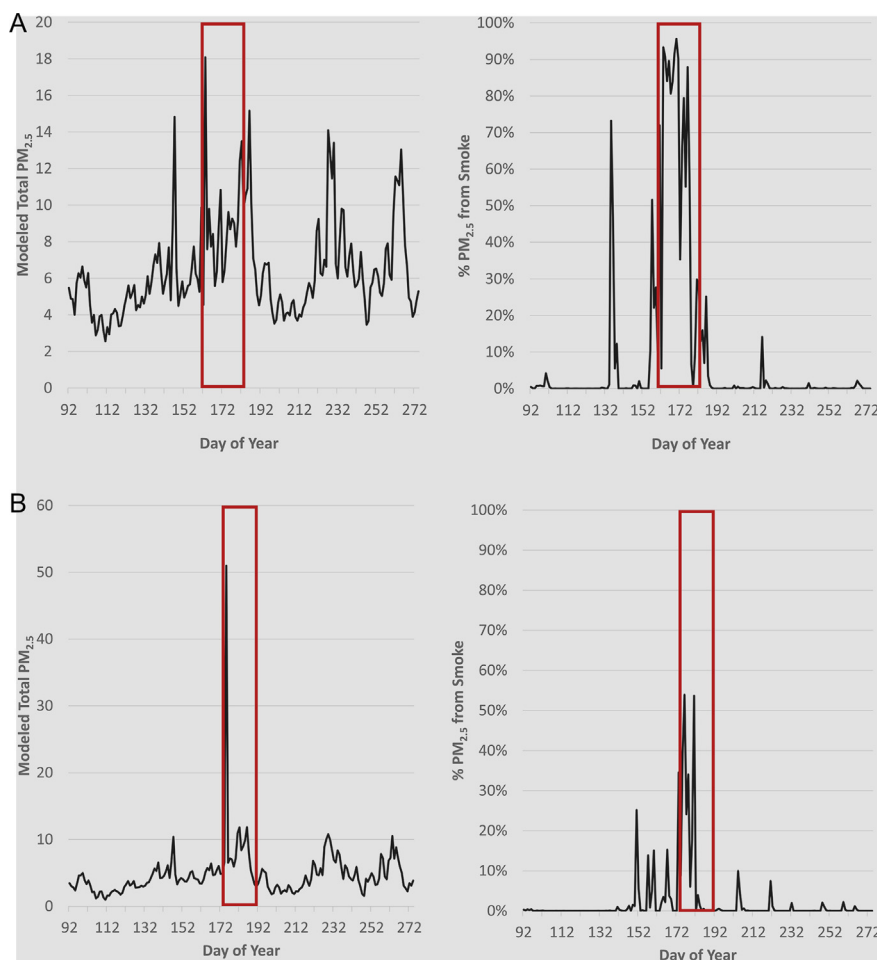 A
20
18
16
14
12
10
8
6
4
2
0
Modeled Total PM2.5
92 112 132 152 172 192 212 232 252 272
Day of Year
100%
90%
80%
70%
60%
50%
40%
30%
20%
10%
0%
% PM2.5 from Smoke
92 112 132 152 172 192 212 232 252 272
Day of Year
B
60
50
40
30
20
10
0
Modeled Total PM2.5
92 112 132 152 172 192 212 232 252 272
Day of Year
100%
90%
80%
70%
60%
50%
40%
30%
20%
10%
0%
% PM2.5 from Smoke
92 112 132 152 172 192 212 232 252 272
Day of Year